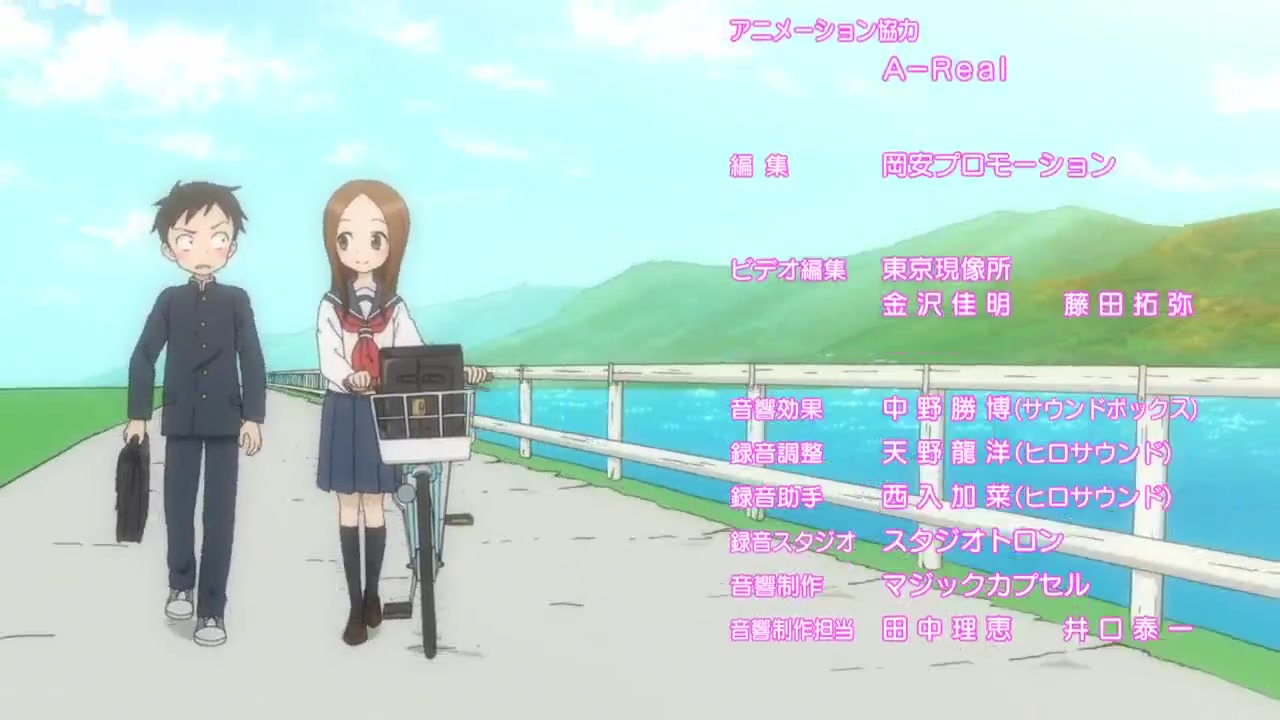 アニメーション協力
A-Real
編集 岡安プロモーション
ビデオ編集 東京現像所
金沢佳明 藤田拓弥
音響効果 中野勝博(サウンドボックス)
録音調整 天野龍洋(ヒロサウンド)
録音助手 西入加菜(ヒロサウンド)
録音スタジオ スタジオトロン
音響制作 マジックカプセル
音響制作担当 田中理恵 井口泰一